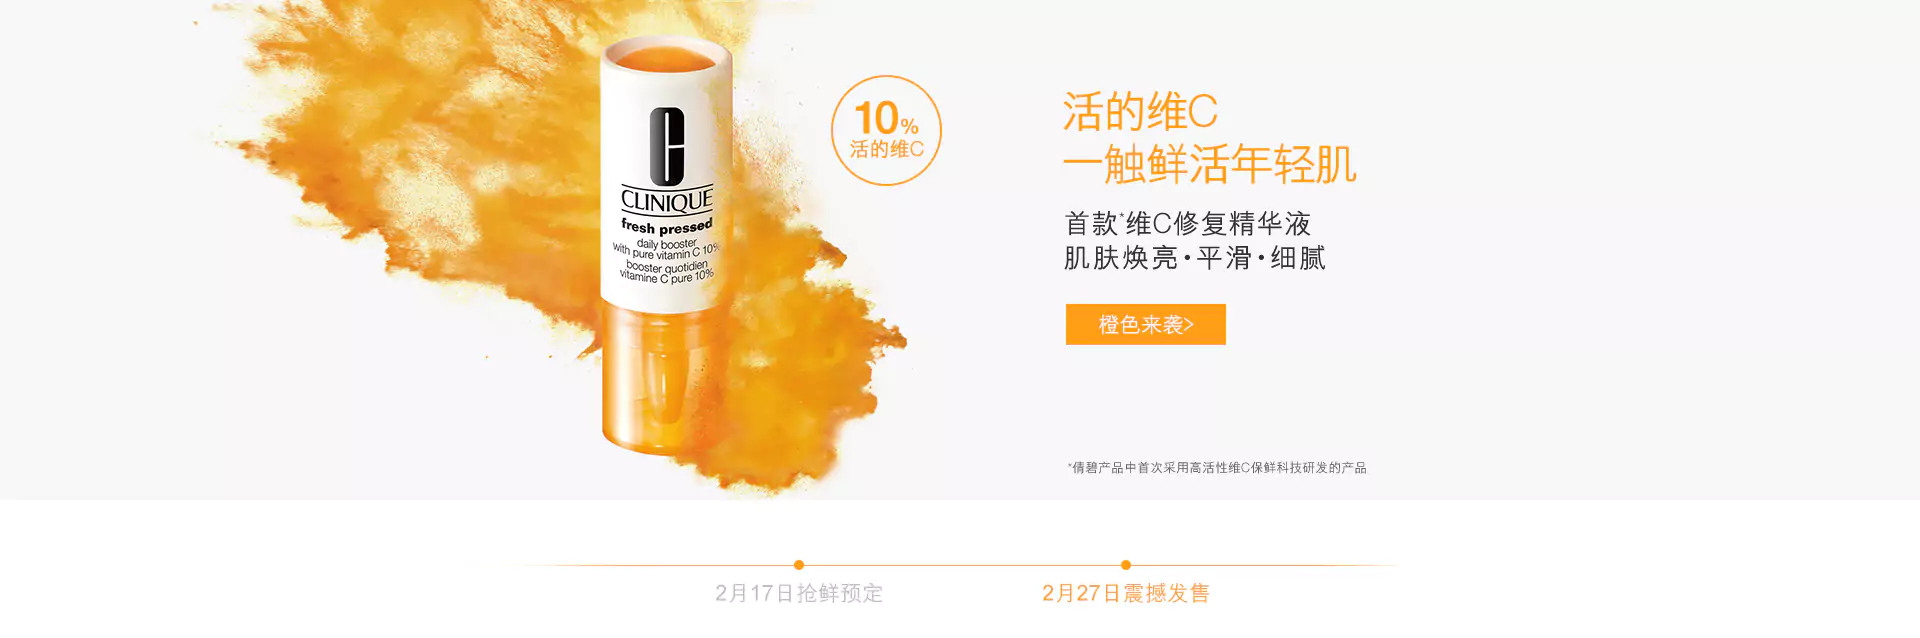 CLINIQUE
fresh pressed
daily booster
with pure vitamin C 10%
booster quotidien
vitamine C pure 10%
10%
活的维C
活的维C
一触鲜活年轻肌
首款*维C修复精华液
肌肤焕亮·平滑·细腻
橙色来袭>
*倩碧产品中首次采用高活性维C保鲜科技研发的产品
2月17日抢鲜预定
2月27日震撼发售